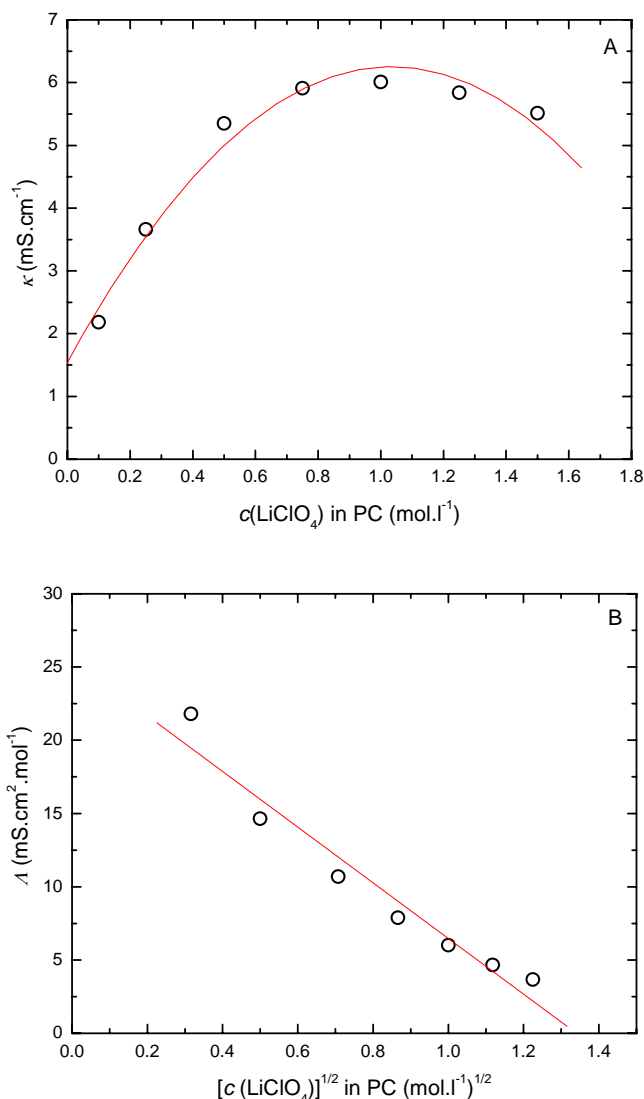 A
7
6
5
4
3
2
1
0
κ (mS.cm⁻¹)
0.0 0.2 0.4 0.6 0.8 1.0 1.2 1.4 1.6 1.8
c(LiClO₄) in PC (mol.l⁻¹)
B
30
25
20
15
10
5
0
Λ (mS.cm².mol⁻¹)
0.0 0.2 0.4 0.6 0.8 1.0 1.2 1.4
[c (LiClO₄)]¹/² in PC (mol.l⁻¹)¹/²